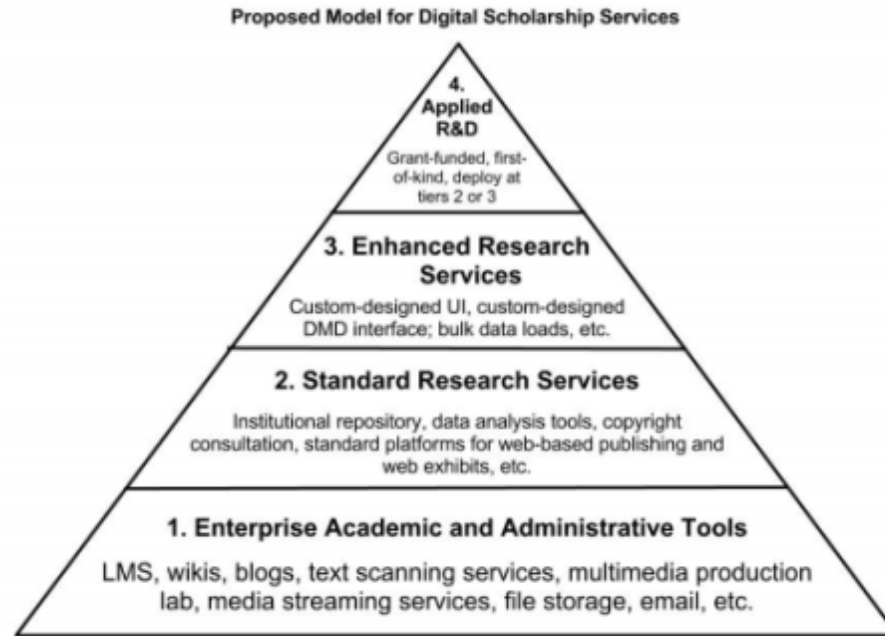 Proposed Model for Digital Scholarship Services
4.
Applied
R&D
Grant-funded, first-
of-kind, deploy at
tiers 2 or 3
3. Enhanced Research
Services
Custom-designed UI, custom-designed
DMD interface; bulk data loads, etc.
2. Standard Research Services
Institutional repository, data analysis tools, copyright
consultation, standard platforms for web-based publishing and
web exhibits, etc.
1. Enterprise Academic and Administrative Tools
LMS, wikis, blogs, text scanning services, multimedia production
lab, media streaming services, file storage, email, etc.